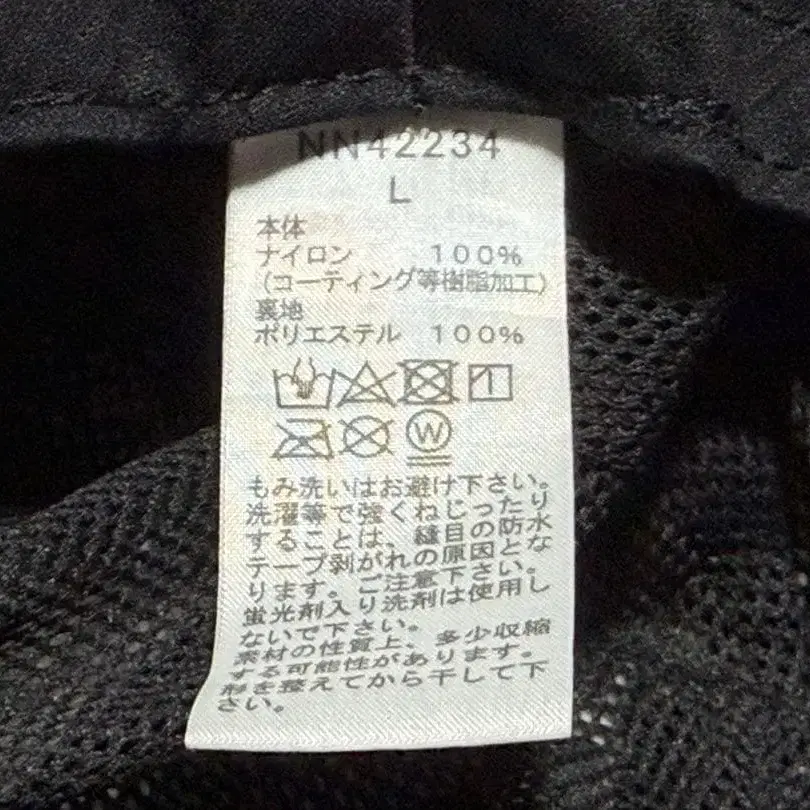 NN42234
L
本体
ナイロン 100%
(コーティング等樹脂加工)
裏地
ポリエステル 100%
W
もみ洗いはお避け下さい。
洗濯等で強くねじったり
することは、縫目の防水
テープ剥がれの原因とな
ります。ご注意下さい。
蛍光剤入り洗剤は使用し
ないで下さい。
素材の性質上、多少収縮
する可能性があります。
形を整えてから干して下
さい。